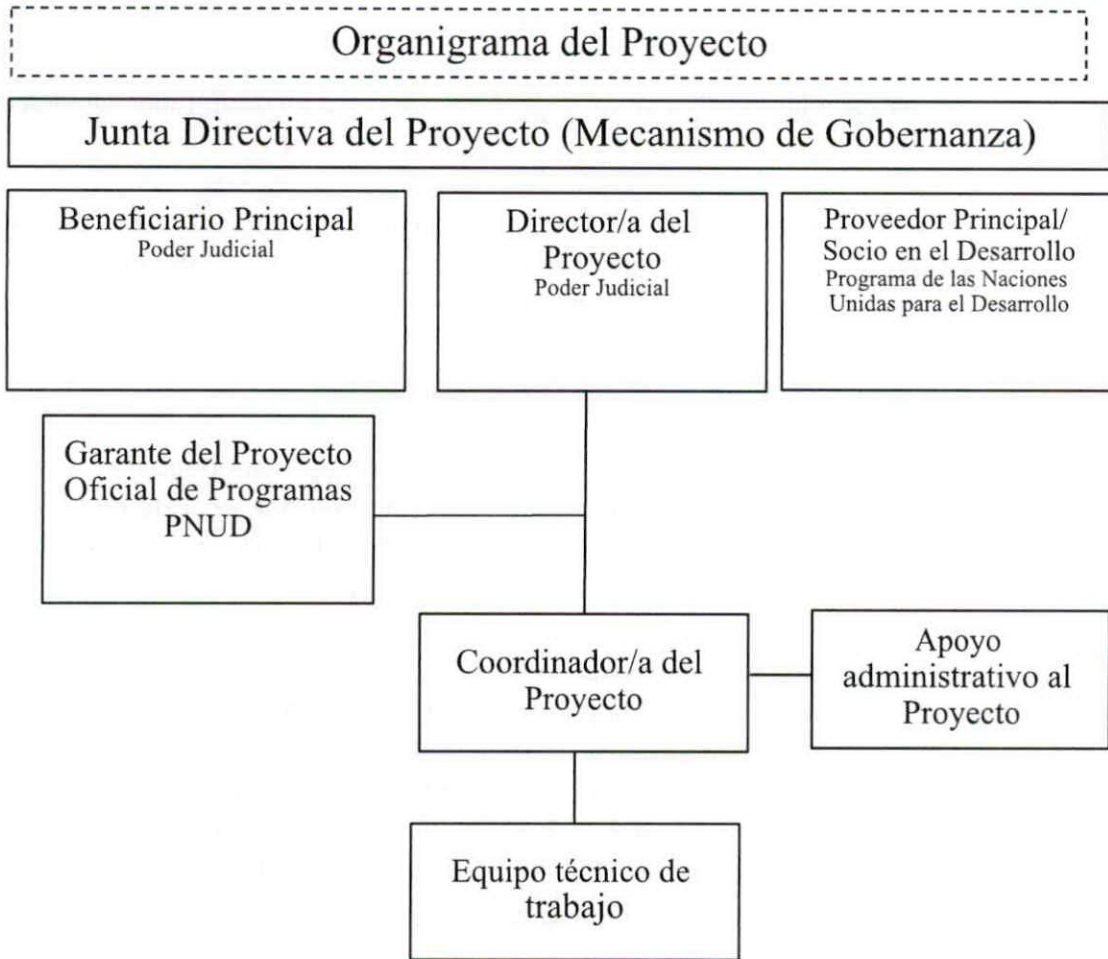 Organigrama del Proyecto
Junta Directiva del Proyecto (Mecanismo de Gobernanza)
Beneficiario Principal
Poder Judicial
Director/a del
Proyecto
Poder Judicial
Proveedor Principal/
Socio en el Desarrollo
Programa de las Naciones
Unidas para el Desarrollo
Garante del Proyecto
Oficial de Programas
PNUD
Coordinador/a del
Proyecto
Apoyo
administrativo al
Proyecto
Equipo técnico de
trabajo